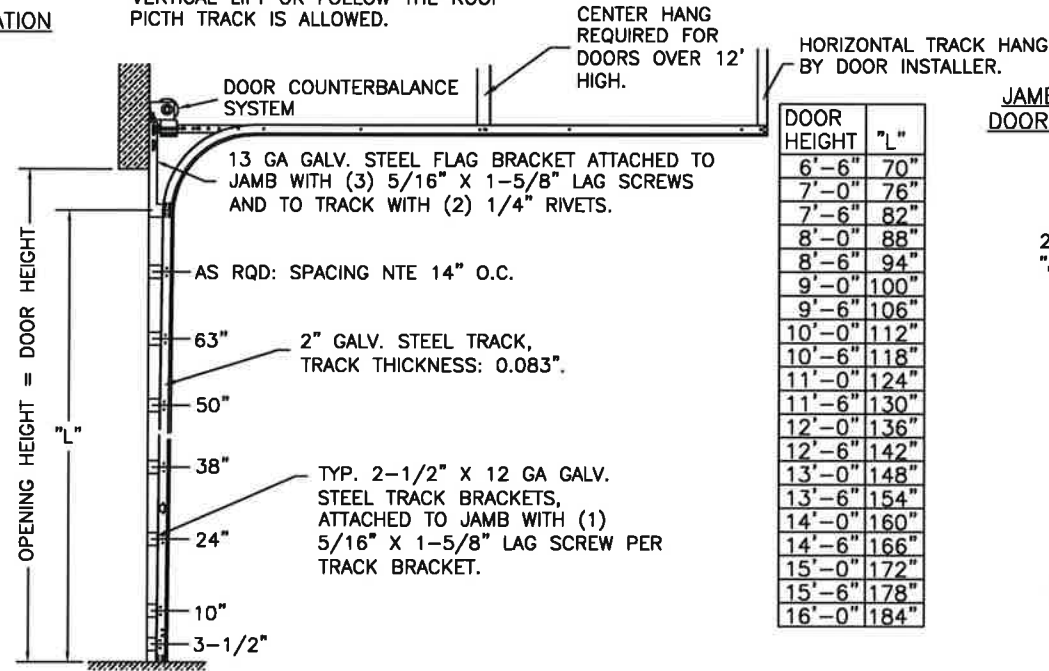 VERTICAL LIFT OR FOLLOW THE ROOF
PICTH TRACK IS ALLOWED.
CENTER HANG
REQUIRED FOR
DOORS OVER 12'
HIGH.
HORIZONTAL TRACK HANG
BY DOOR INSTALLER.
DOOR COUNTERBALANCE
SYSTEM
13 GA GALV. STEEL FLAG BRACKET ATTACHED TO
JAMB WITH (3) 5/16" X 1-5/8" LAG SCREWS
AND TO TRACK WITH (2) 1/4" RIVETS.
AS RQD: SPACING NTE 14" O.C.
63"
2" GALV. STEEL TRACK,
TRACK THICKNESS: 0.083".
50"
38"
TYP. 2-1/2" X 12 GA GALV.
STEEL TRACK BRACKETS,
ATTACHED TO JAMB WITH (1)
5/16" X 1-5/8" LAG SCREW PER
TRACK BRACKET.
24"
10"
3-1/2"
OPENING HEIGHT = DOOR HEIGHT
"L"
DOOR HEIGHT "L"
6'-6" 70"
7'-0" 76"
7'-6" 82"
8'-0" 88"
8'-6" 94"
9'-0" 100"
9'-6" 106"
10'-0" 112"
10'-6" 118"
11'-0" 124"
11'-6" 130"
12'-0" 136"
12'-6" 142"
13'-0" 148"
13'-6" 154"
14'-0" 160"
14'-6" 166"
15'-0" 172"
15'-6" 178"
16'-0" 184"
DOOR